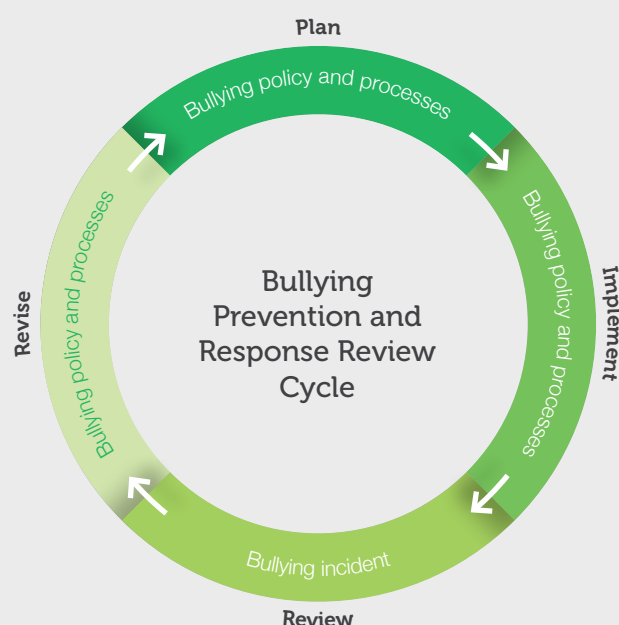 Plan
Bullying policy and processes
Implement
Bullying policy and processes
Review
Bullying incident
Revise
Bullying policy and processes
Bullying
Prevention and
Response Review
Cycle